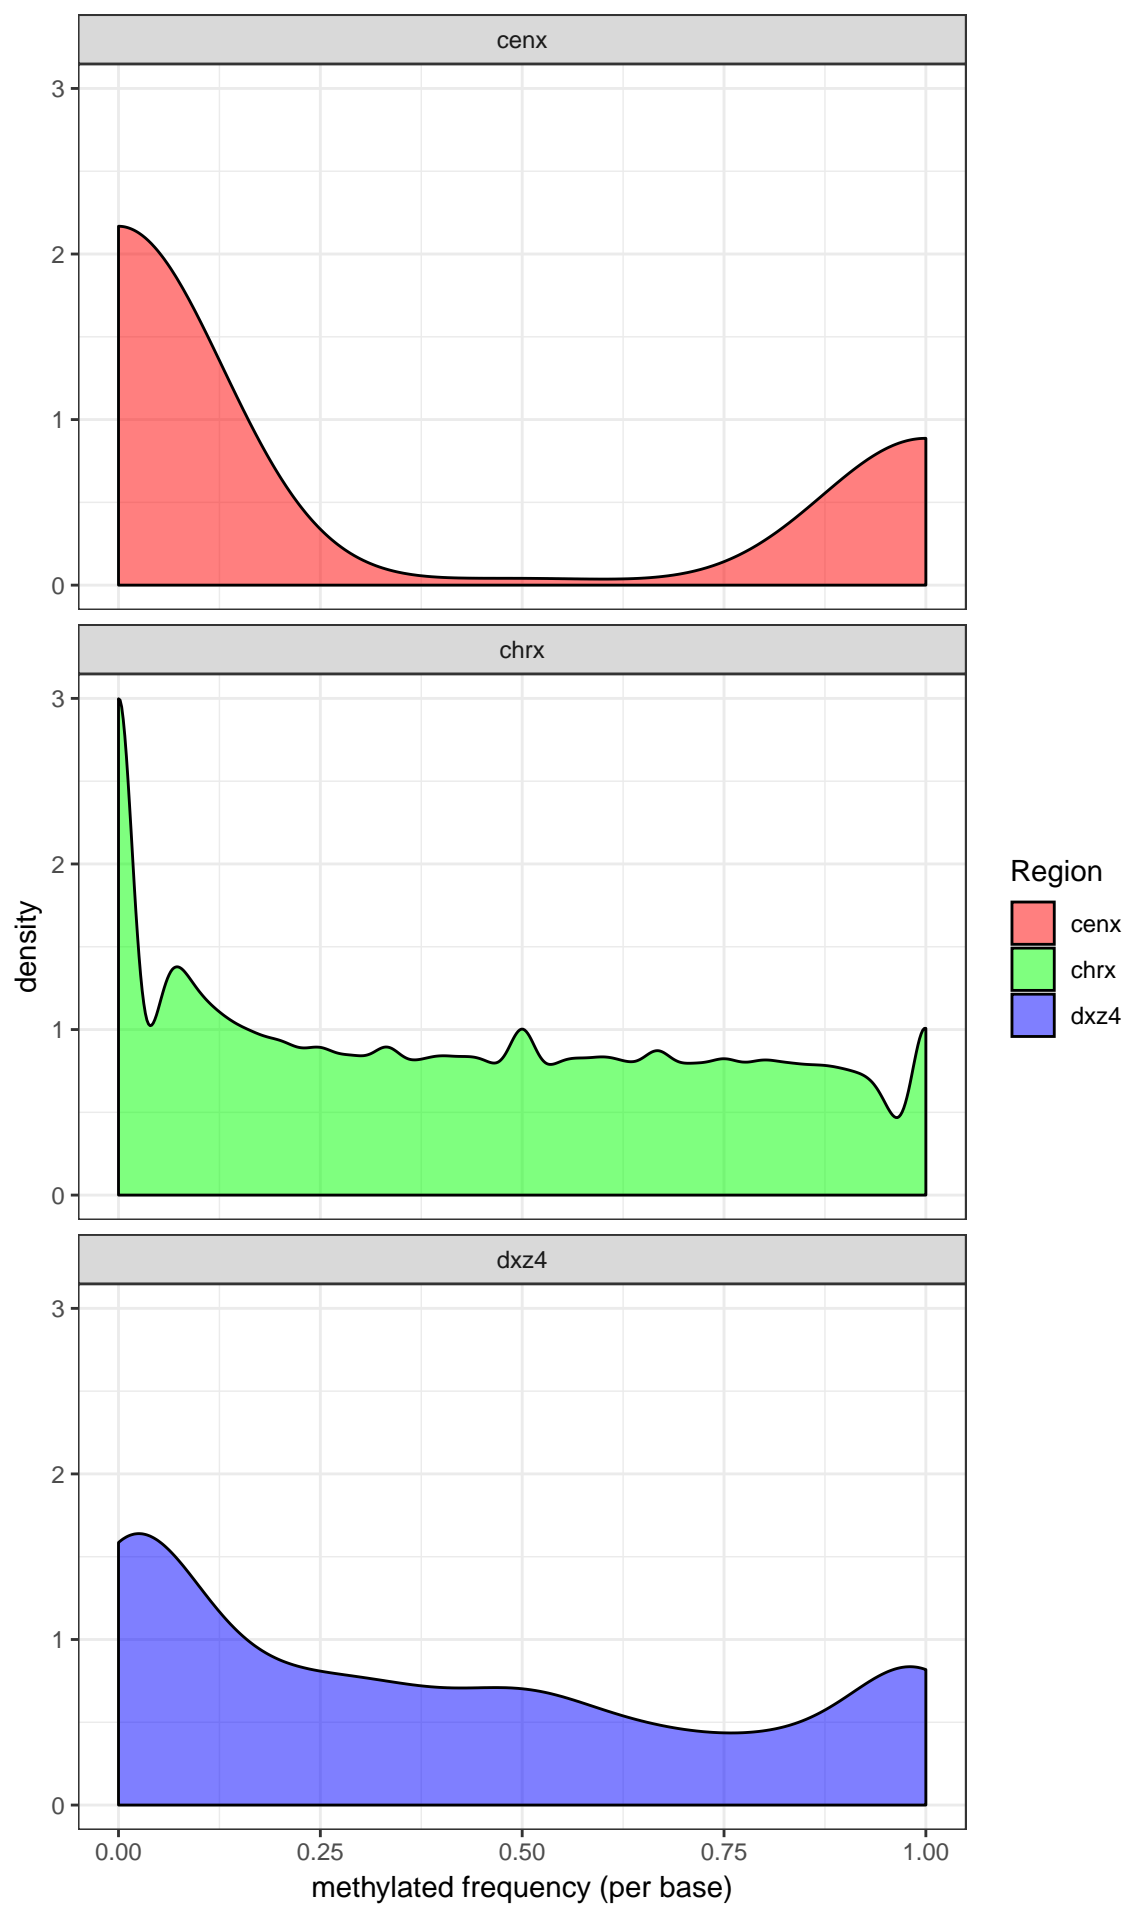 cenx
3
2
1
0
chrx
3
2
1
0
dxz4
3
2
1
0
0.00 0.25 0.50 0.75 1.00
methylated frequency (per base)
density
Region
cenx
chrx
dxz4